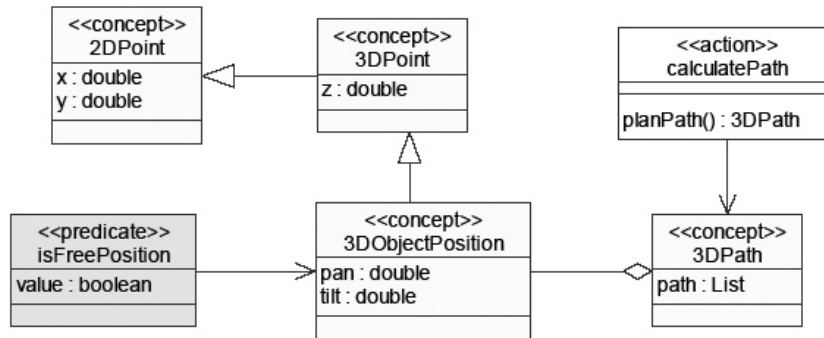 <<concept>>
2DPoint
x : double
y : double
<<concept>>
3DPoint
z : double
<<action>>
calculatePath
planPath() : 3DPath
<<predicate>>
isFreePosition
value : boolean
<<concept>>
3DObjectPosition
pan : double
tilt : double
<<concept>>
3DPath
path : List